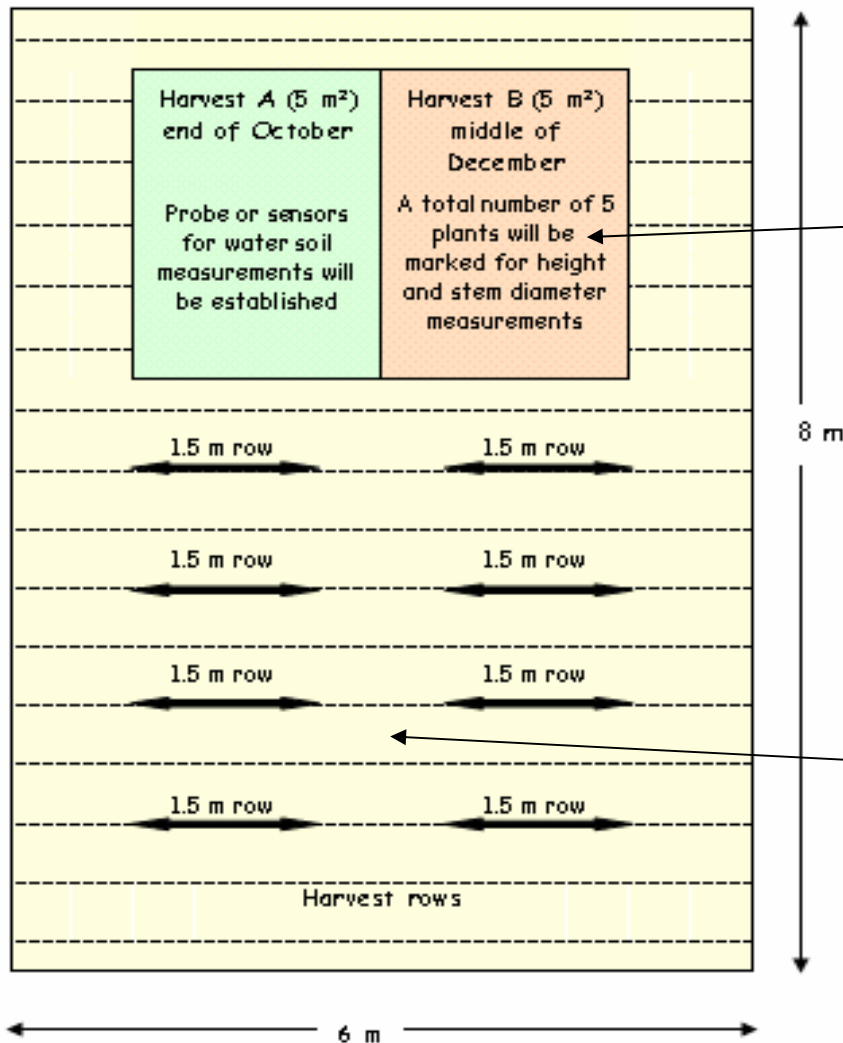 Harvest A (5 m²)
end of October
Probe or sensors
for water soil
measurements will
be established
Harvest B (5 m²)
middle of
December
A total number of 5
plants will be
marked for height
and stem diameter
measurements
8 m
1.5 m row
1.5 m row
1.5 m row
1.5 m row
1.5 m row
1.5 m row
1.5 m row
1.5 m row
Harvest rows
6 m